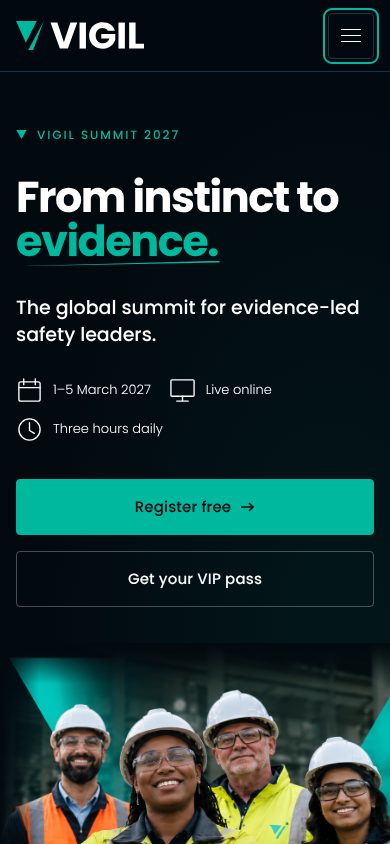 VIGIL
VIGIL SUMMIT 2027
From instinct to
evidence.
The global summit for evidence-led
safety leaders.
1–5 March 2027
Live online
Three hours daily
Register free →
Get your VIP pass